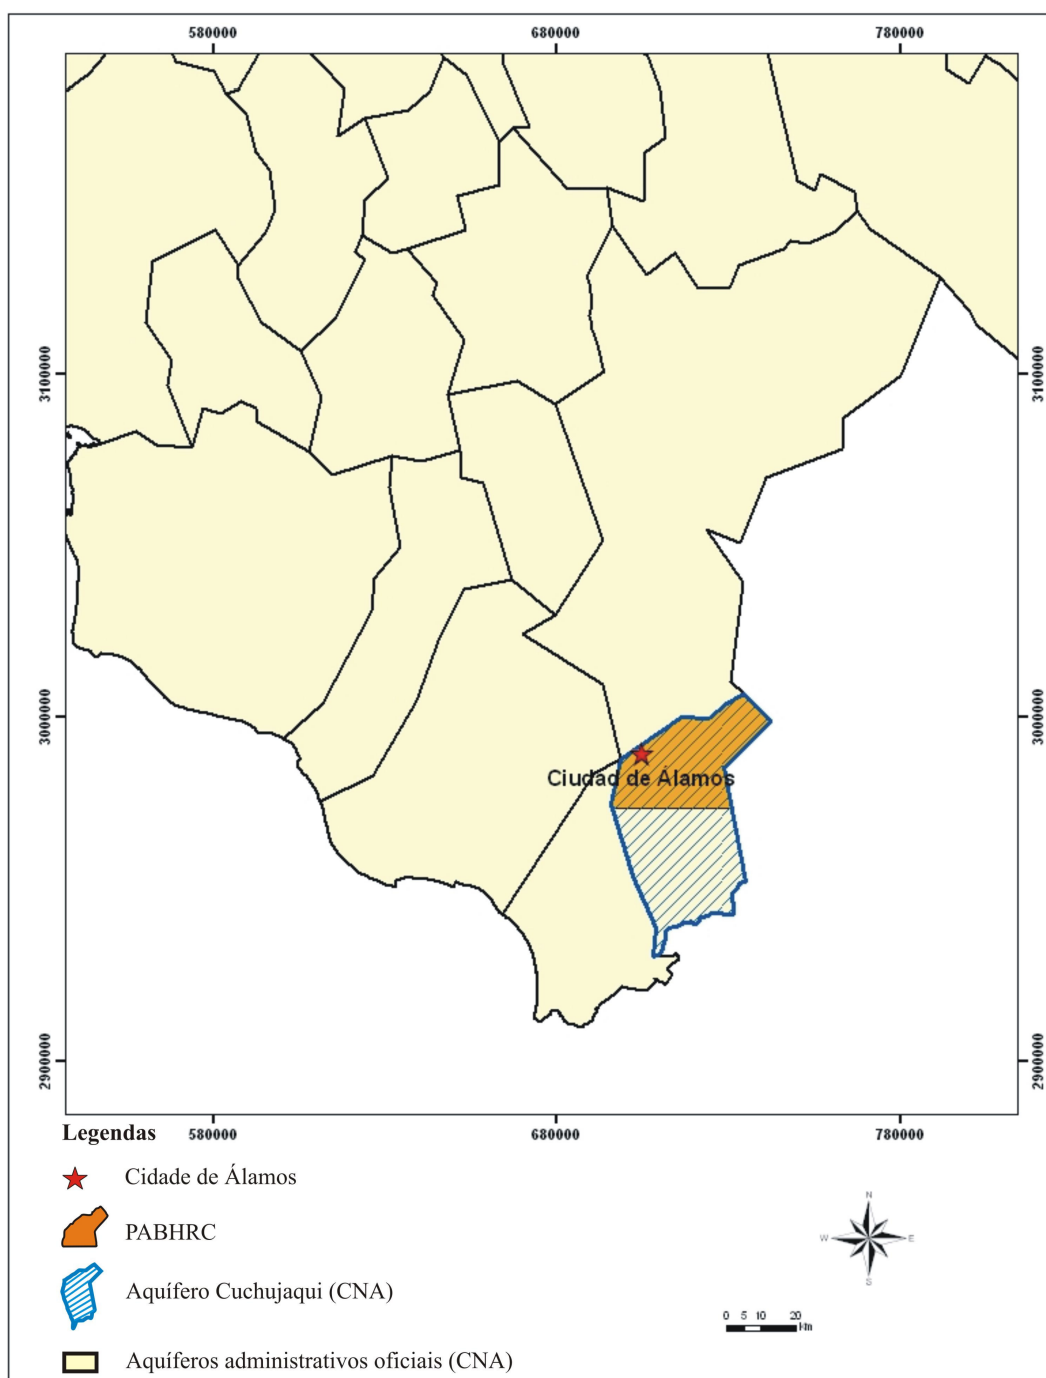 580000 680000 780000
3100000 3100000
3000000 3000000
Ciudad de Álamos
2900000 2900000
580000 680000 780000
Legendas
Cidade de Álamos
PABHRC
Aquífero Cuchujaqui (CNA)
Aquíferos administrativos oficiais (CNA)
N
W E
S
0 5 10 20
km